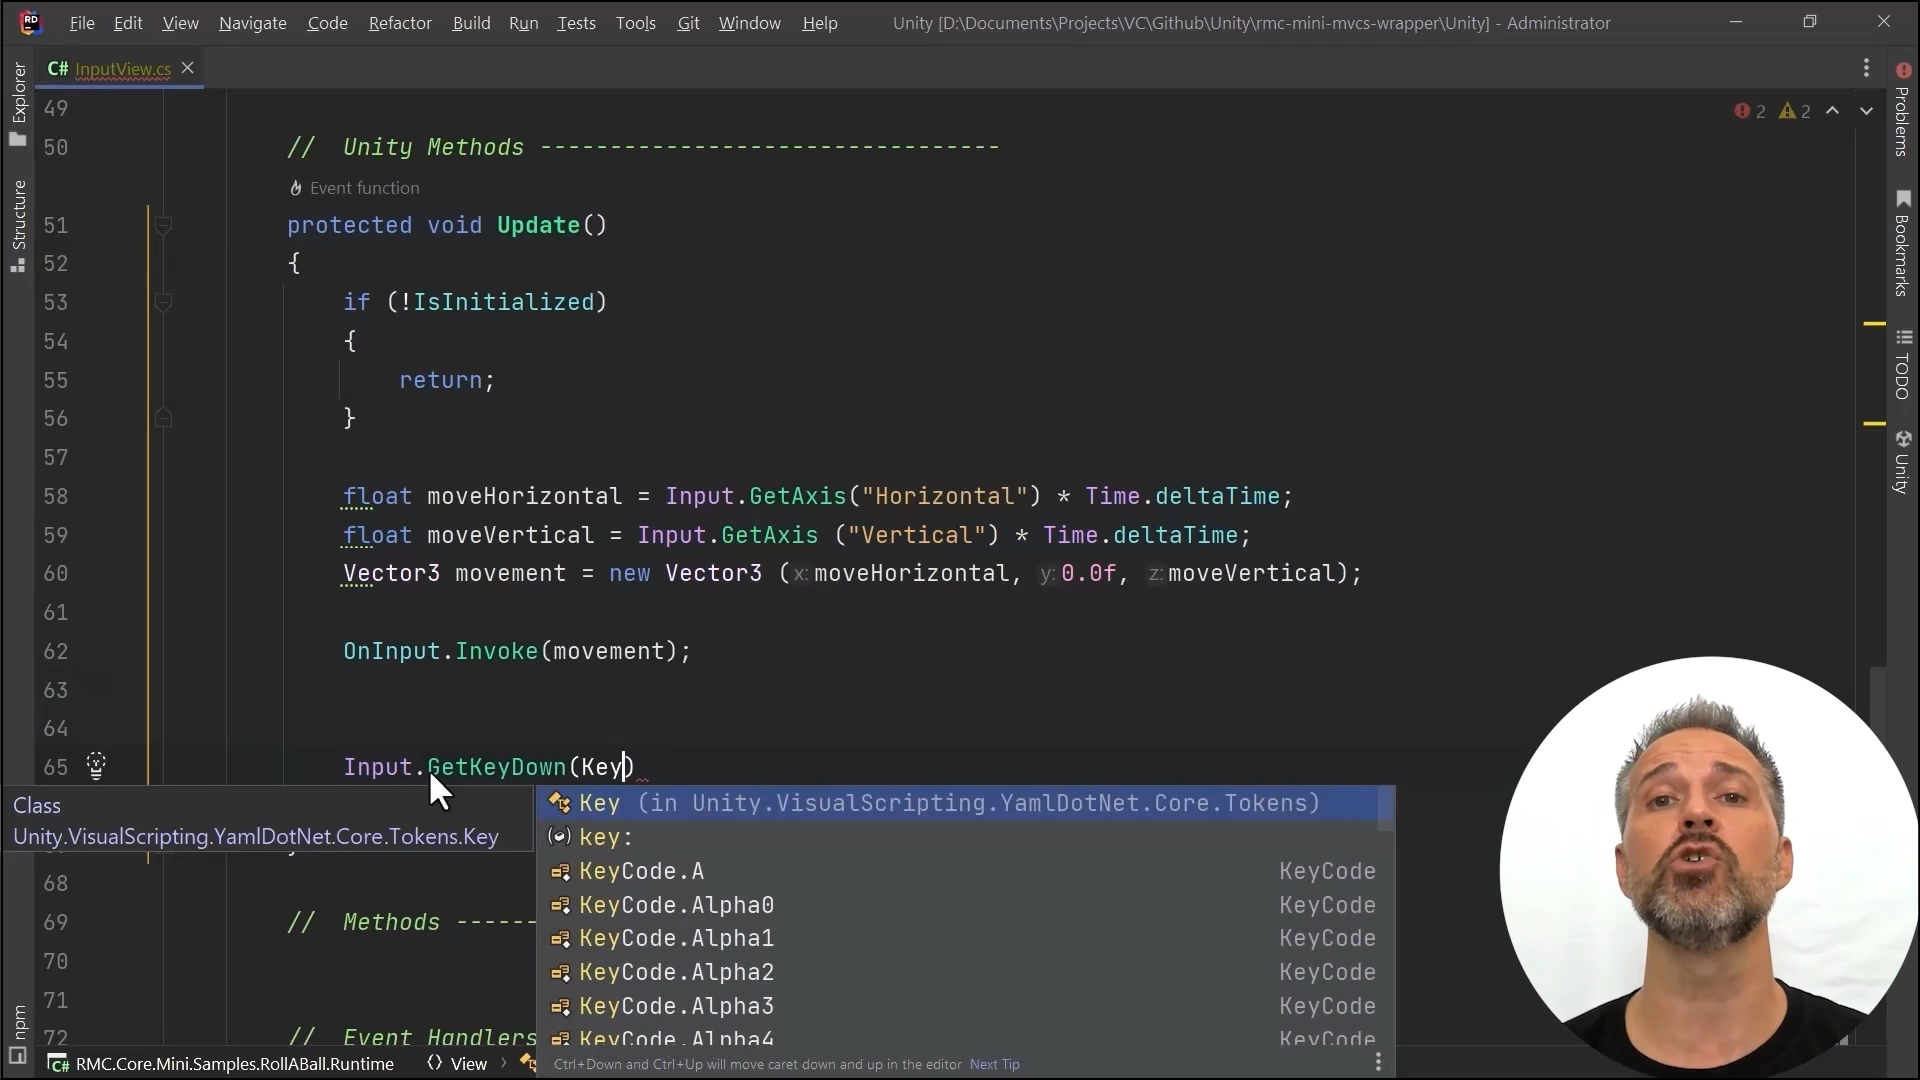 RD File Edit View Navigate Code Refactor Build Run Tests Tools Git Window Help Unity [D:\Documents\Projects\VC\Github\Unity\rmc-mini-mvcs-wrapper\Unity] - Administrator
C# InputView.cs
Explorer
Structure
npm
Problems
Bookmarks
TODO
Unity
2 2
49
50 // Unity Methods ---------------------------------
Event function
51 protected void Update()
52 {
53 if (!IsInitialized)
54 {
55 return;
56 }
57
58 float moveHorizontal = Input.GetAxis("Horizontal") * Time.deltaTime;
59 float moveVertical = Input.GetAxis ("Vertical") * Time.deltaTime;
60 Vector3 movement = new Vector3 (x: moveHorizontal, y: 0.0f, z: moveVertical);
61
62 OnInput.Invoke(movement);
63
64
65 Input.GetKeyDown(Key)
Class
Unity.VisualScripting.YamlDotNet.Core.Tokens.Key
Key (in Unity.VisualScripting.YamlDotNet.Core.Tokens)
key:
KeyCode.A KeyCode
KeyCode.Alpha0 KeyCode
KeyCode.Alpha1 KeyCode
KeyCode.Alpha2 KeyCode
KeyCode.Alpha3 KeyCode
KeyCode.Alpha4 KeyCode
Ctrl+Down and Ctrl+Up will move caret down and up in the editor Next Tip
68
69 // Methods ------
70
71
72 // Event Handlers
C# RMC.Core.Mini.Samples.RollABall.Runtime View